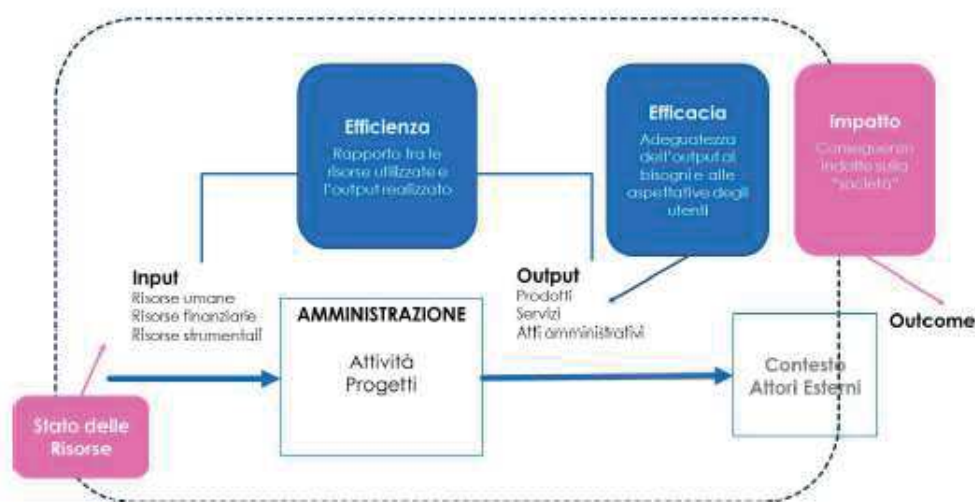 Efficienza
Rapporto tra le
risorse utilizzate e
l'output realizzato
Efficacia
Adeguatezza
dell'output ai
bisogni e alle
aspettative degli
utenti
Impatto
Conseguenze
indotte sulla
"società"
Input
Risorse umane
Risorse finanziarie
Risorse strumentali
AMMINISTRAZIONE
Attività
Progetti
Output
Prodotti
Servizi
Atti amministrativi
Outcome
Contesto
Attori Esterni
Stato delle
Risorse